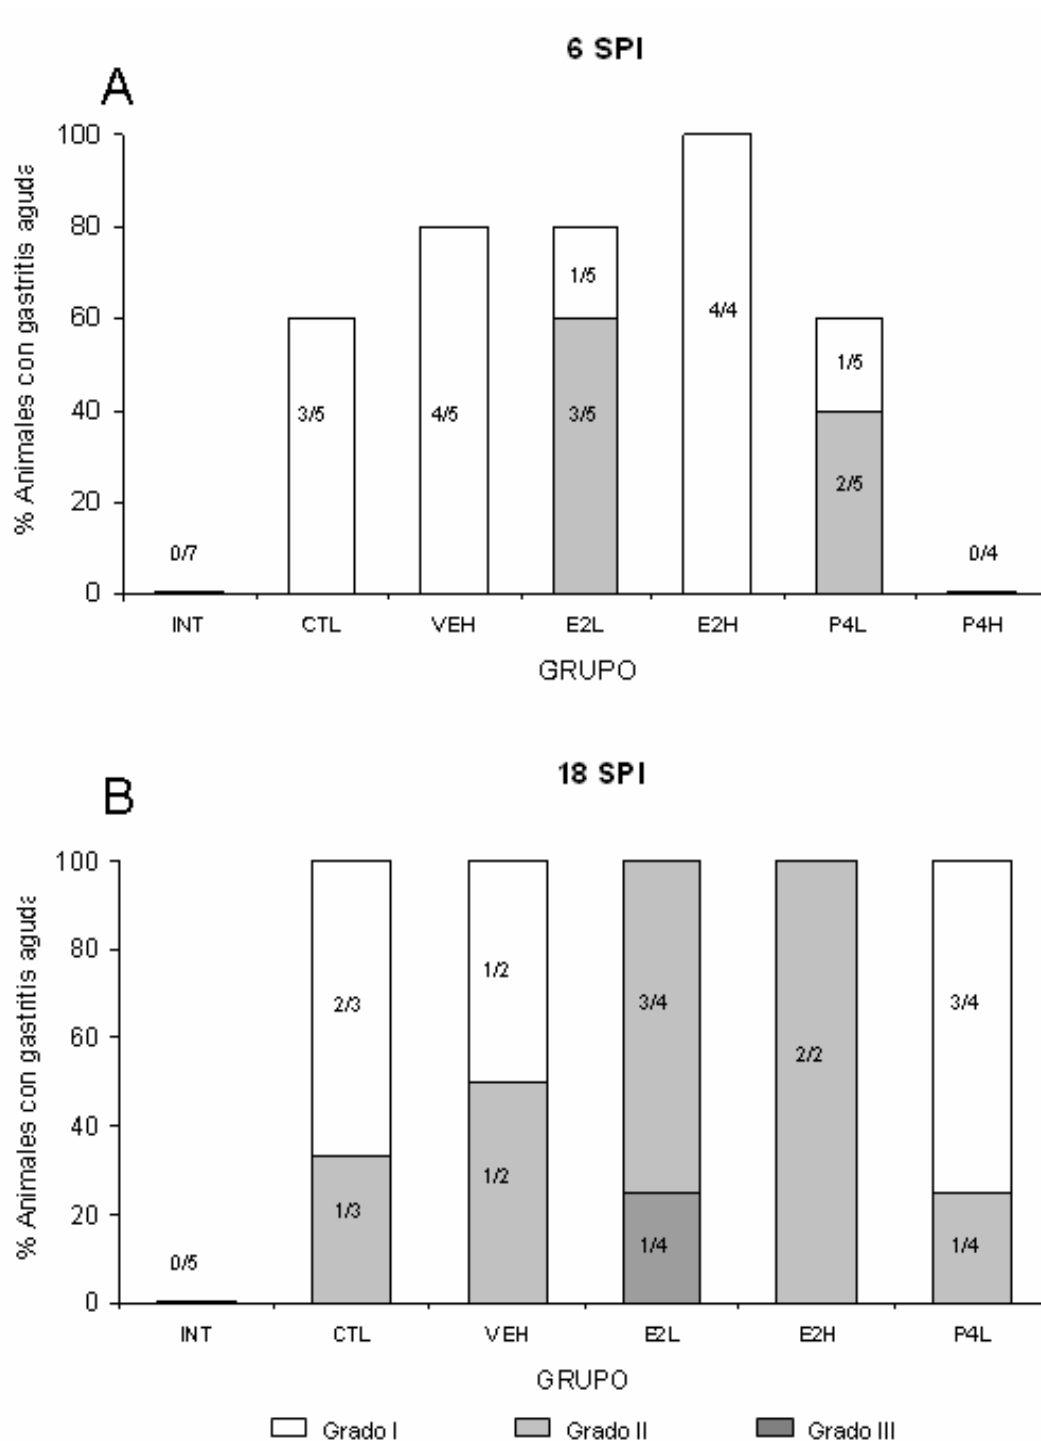 6 SPI
A
% Animales con gastritis aguda
100
80
60
40
20
0
0/7
3/5
4/5
1/5
3/5
4/4
1/5
2/5
0/4
INT CTL VEH E2L E2H P4L P4H
GRUPO
18 SPI
B
% Animales con gastritis aguda
100
80
60
40
20
0
0/5
2/3
1/3
1/2
1/2
3/4
1/4
2/2
3/4
1/4
INT CTL VEH E2L E2H P4L
GRUPO
Grado I Grado II Grado III